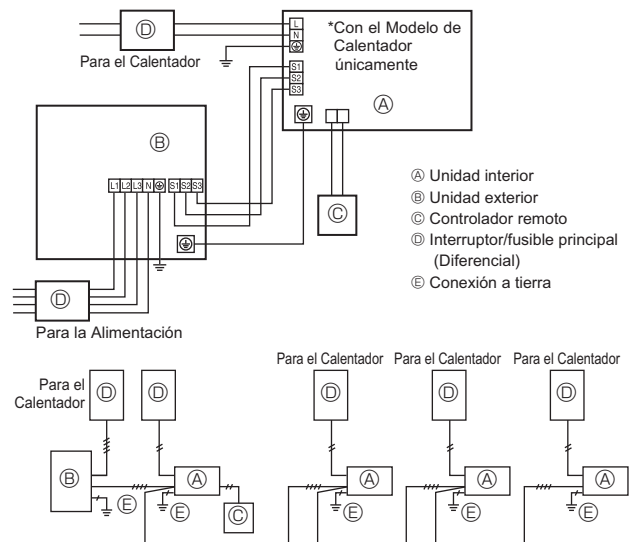 Ⓓ
Para el Calentador
L
N
*Con el Modelo de
Calentador
únicamente
S1
S2
S3
Ⓐ
Ⓑ
L1 L2 L3 N S1 S2 S3
Ⓒ
Ⓓ
Para la Alimentación
Ⓐ Unidad interior
Ⓑ Unidad exterior
Ⓒ Controlador remoto
Ⓓ Interruptor/fusible principal
(Diferencial)
Ⓔ Conexión a tierra
Para el
Calentador
Ⓓ Ⓓ
Para el Calentador Para el Calentador Para el Calentador
Ⓓ Ⓓ Ⓓ
Ⓑ Ⓐ Ⓐ Ⓐ Ⓐ
Ⓔ Ⓔ Ⓒ Ⓔ Ⓔ Ⓔ